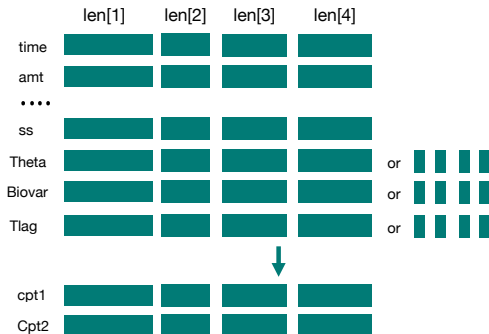 len[1] len[2] len[3] len[4]
time
amt
....
ss
Theta or
Biovar or
Tlag or
cpt1
Cpt2